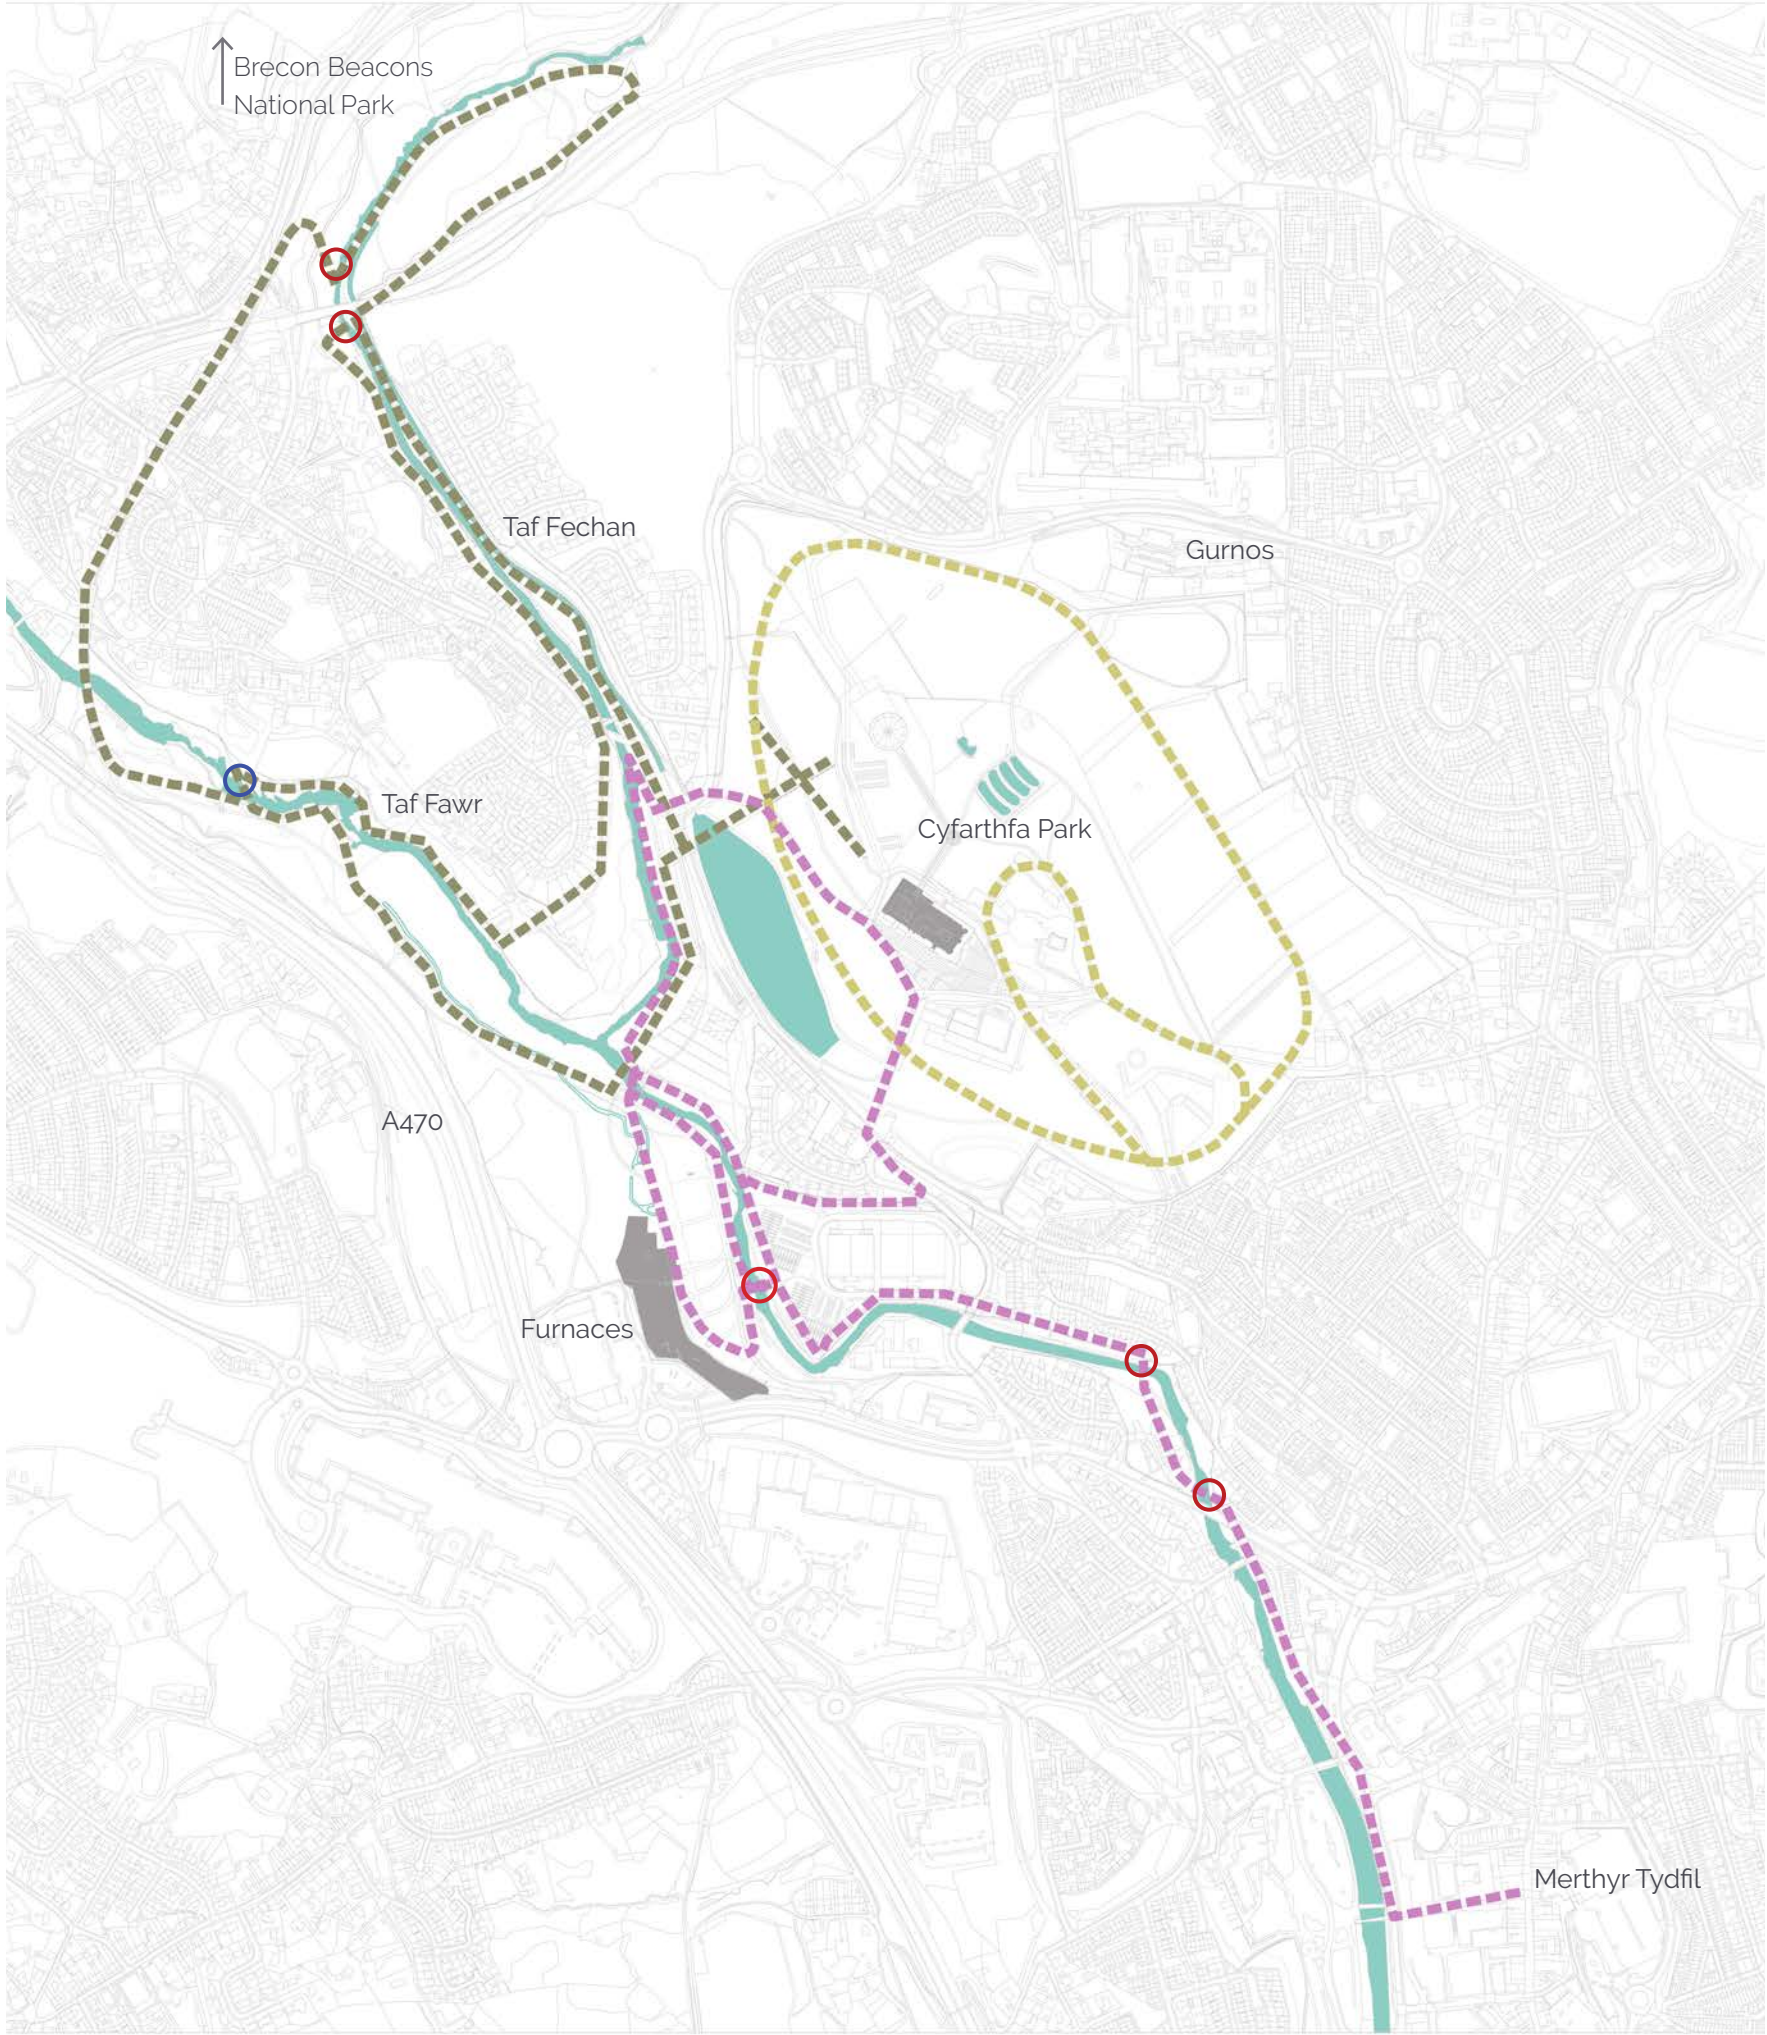 Brecon Beacons
National Park
Taf Fechan
Gurnos
Taf Fawr
Cyfarthfa Park
A470
Furnaces
Merthyr Tydfil